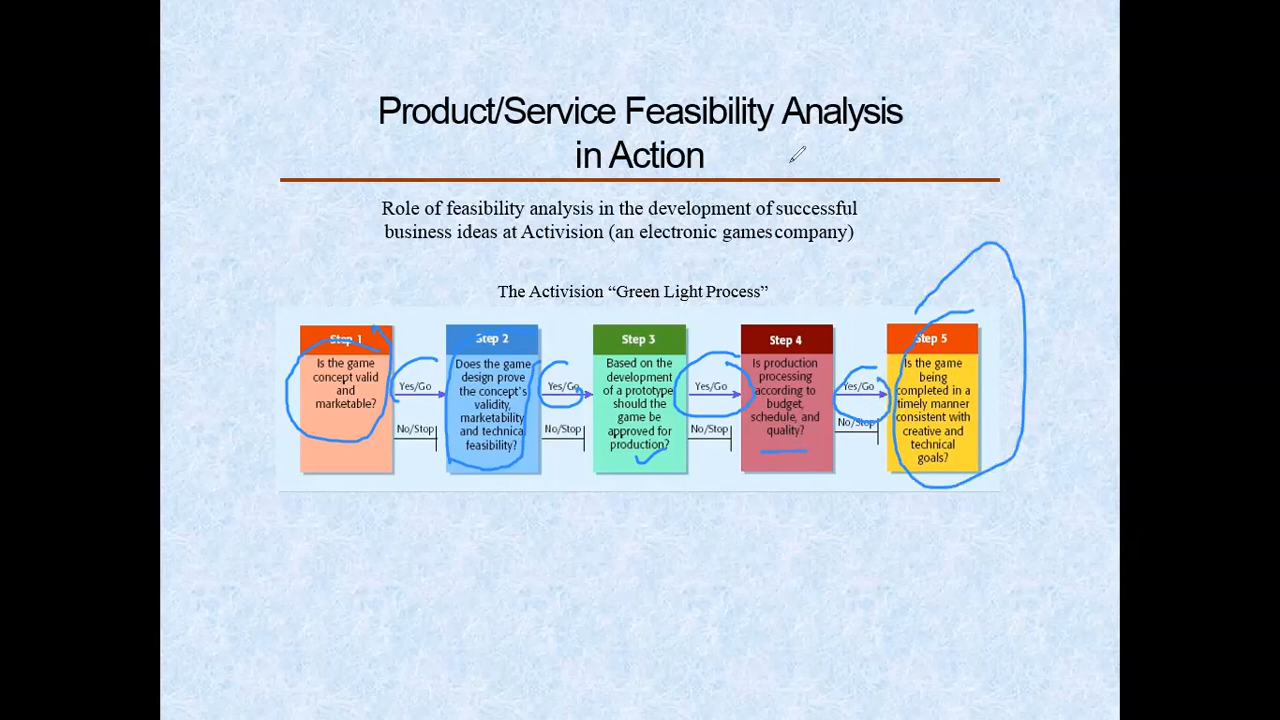 Product/Service Feasibility Analysis
in Action
Role of feasibility analysis in the development of successful
business ideas at Activision (an electronic games company)
The Activision “Green Light Process”
Step 1
Is the game
concept valid
and
marketable?
Yes/Go
No/Stop
Step 2
Does the game
design prove
the concept's
validity,
marketability
and technical
feasibility?
Yes/Go
No/Stop
Step 3
Based on the
development
of a prototype
should the
game be
approved for
production?
Yes/Go
No/Stop
Step 4
Is production
processing
according to
budget,
schedule, and
quality?
Yes/Go
No/Stop
Step 5
Is the game
being
completed in a
timely manner
consistent with
creative and
technical
goals?